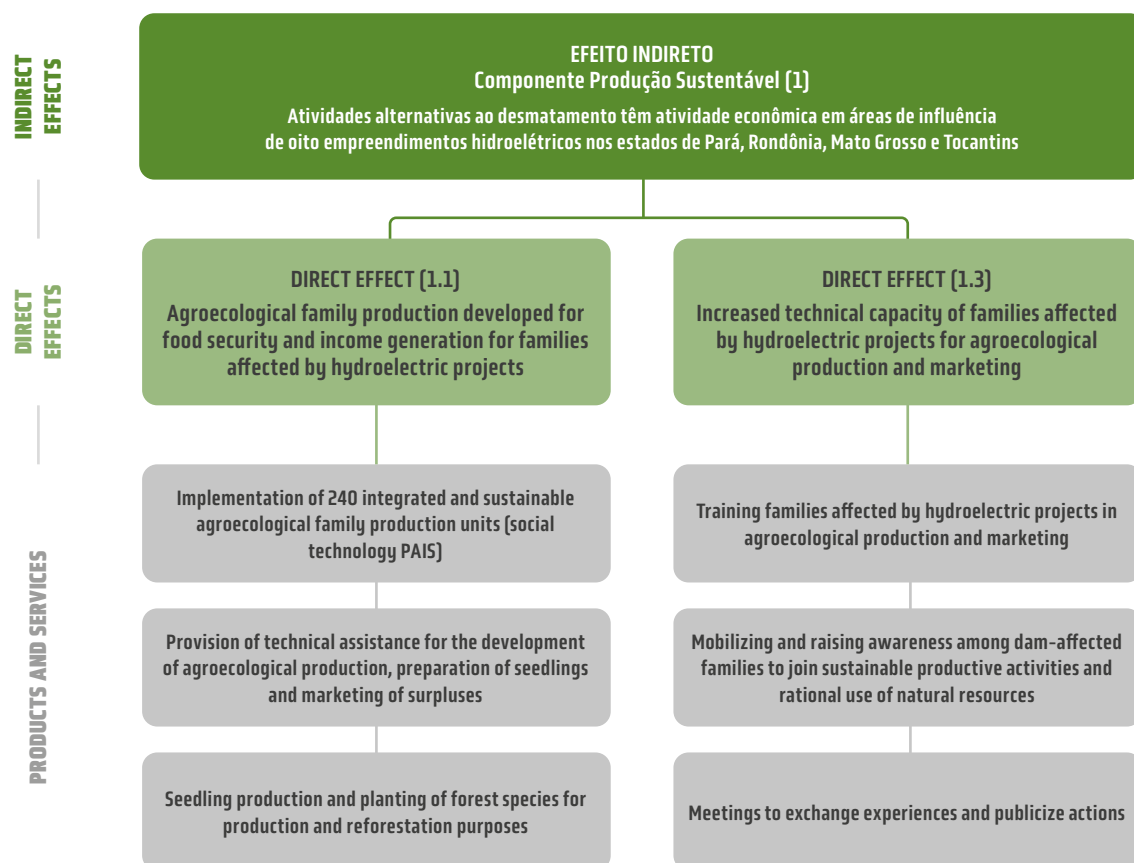 INDIRECT
EFFECTS
EFEITO INDIRETO
Componente Produção Sustentável (1)
Atividades alternativas ao desmatamento têm atividade econômica em áreas de influência
de oito empreendimentos hidroelétricos nos estados de Pará, Rondônia, Mato Grosso e Tocantins
DIRECT
EFFECTS
DIRECT EFFECT (1.1)
Agroecological family production developed for
food security and income generation for families
affected by hydroelectric projects
DIRECT EFFECT (1.3)
Increased technical capacity of families affected
by hydroelectric projects for agroecological
production and marketing
PRODUCTS AND SERVICES
Implementation of 240 integrated and sustainable
agroecological family production units (social
technology PAIS)
Training families affected by hydroelectric projects in
agroecological production and marketing
Provision of technical assistance for the development
of agroecological production, preparation of seedlings
and marketing of surpluses
Mobilizing and raising awareness among dam-affected
families to join sustainable productive activities and
rational use of natural resources
Seedling production and planting of forest species for
production and reforestation purposes
Meetings to exchange experiences and publicize actions